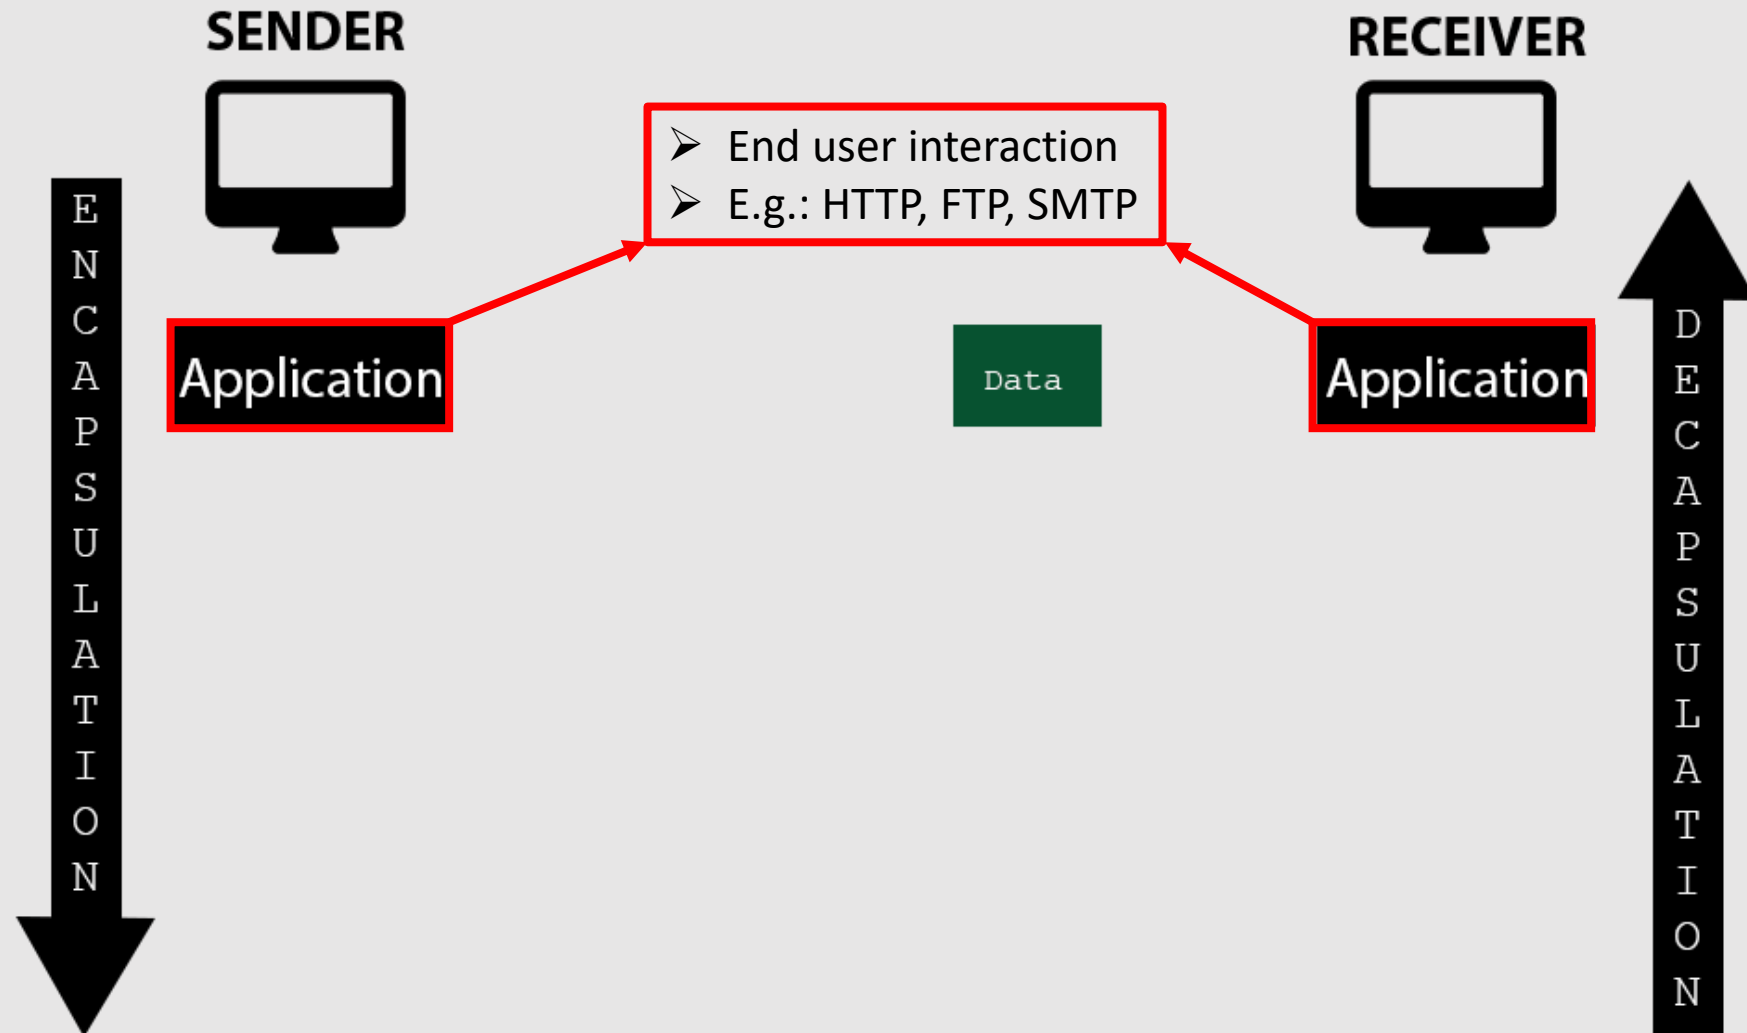 SENDER
RECEIVER
➢ End user interaction
➢ E.g.: HTTP, FTP, SMTP
ENCAPSULATION
Application
Data
Application
DECAPSULATION